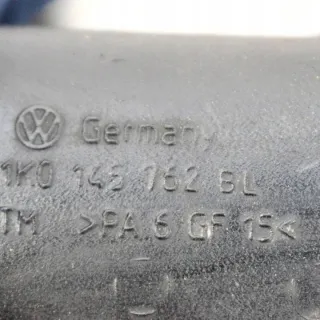 Germany
1K0 145 762 BL
TM >PA 6 GF 15<